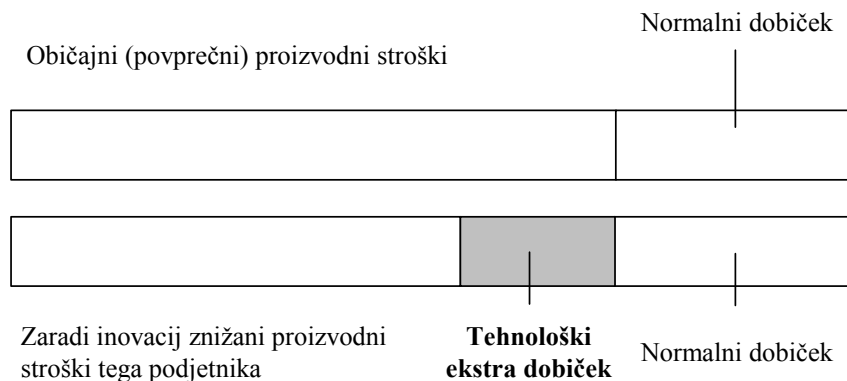 Normalni dobiček
Običajni (povprečni) proizvodni stroški
Zaradi inovacij znižani proizvodni
stroški tega podjetnika
Tehnološki
ekstra dobiček
Normalni dobiček